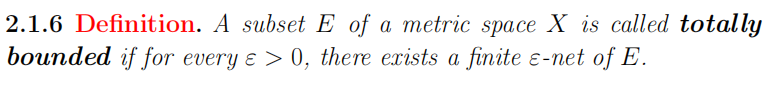 2.1.6 Definition. A subset E of a metric space X is called totally
bounded if for every ε > 0, there exists a finite ε-net of E.